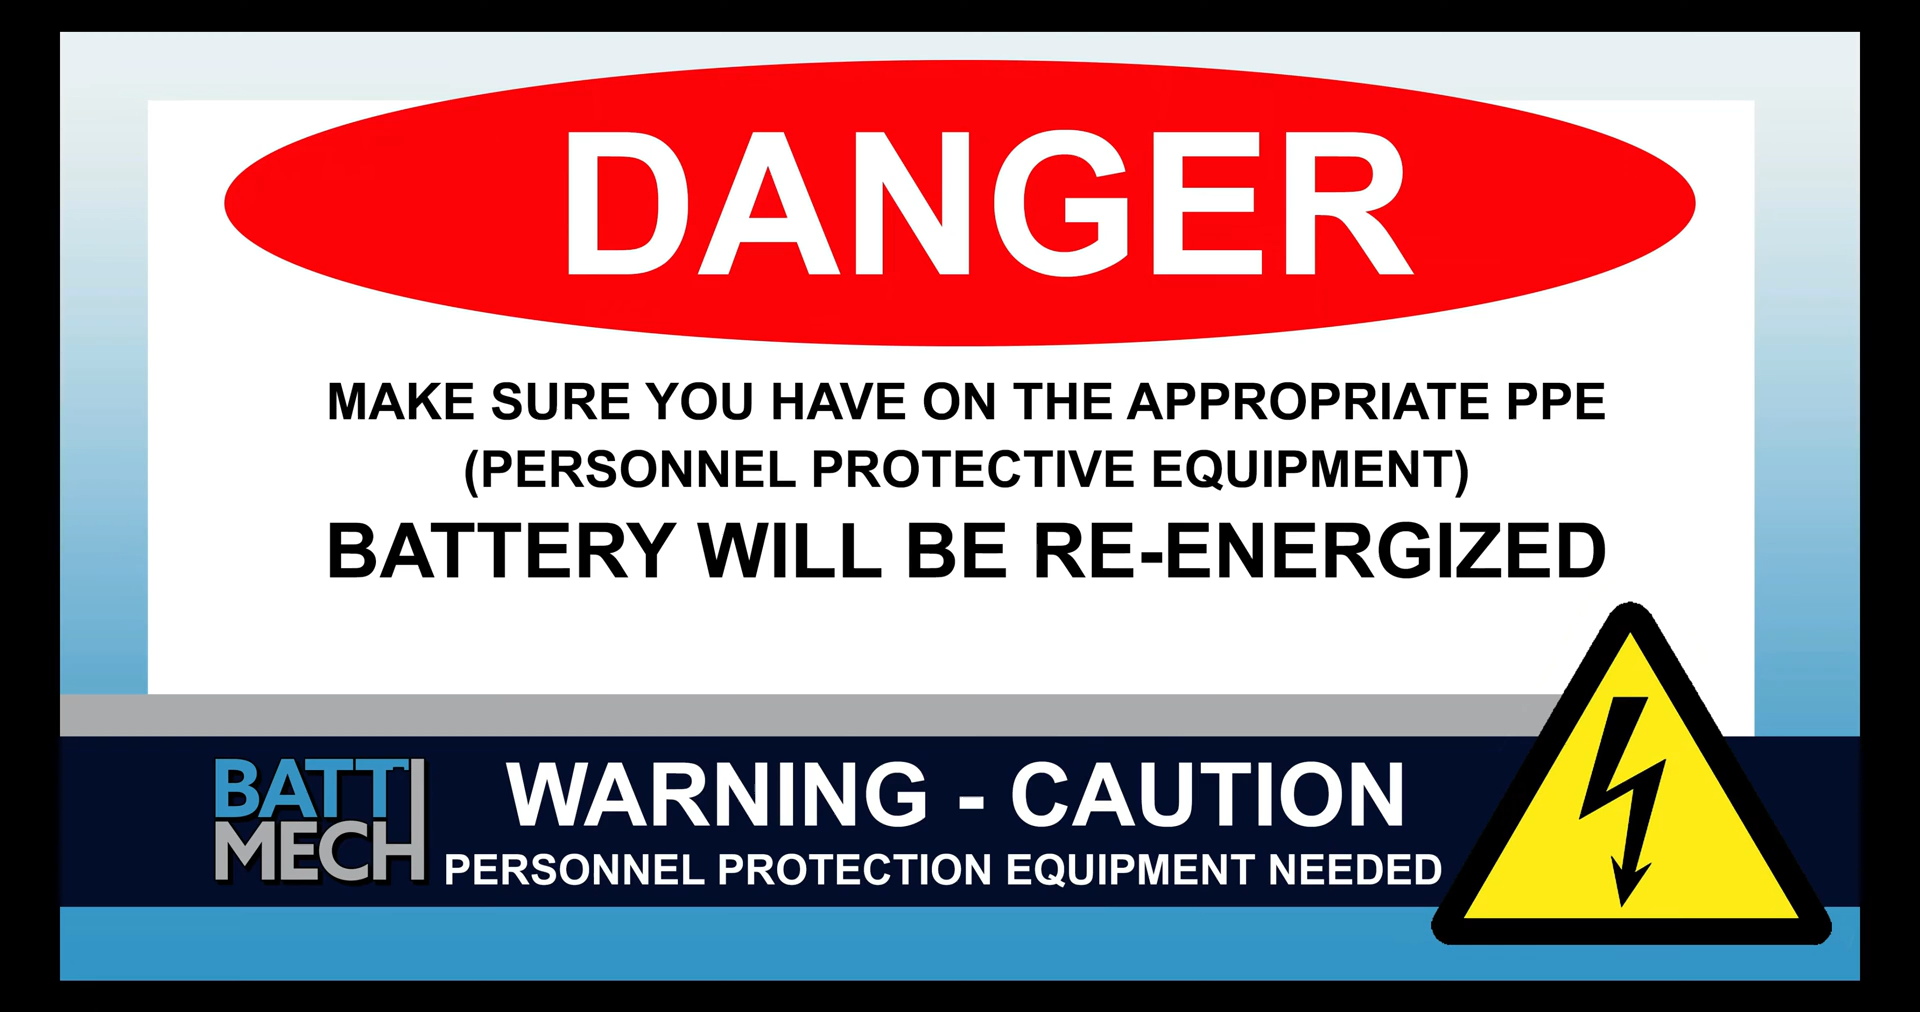 DANGER
MAKE SURE YOU HAVE ON THE APPROPRIATE PPE
(PERSONNEL PROTECTIVE EQUIPMENT)
BATTERY WILL BE RE-ENERGIZED
BATT
MECH
WARNING - CAUTION
PERSONNEL PROTECTION EQUIPMENT NEEDED